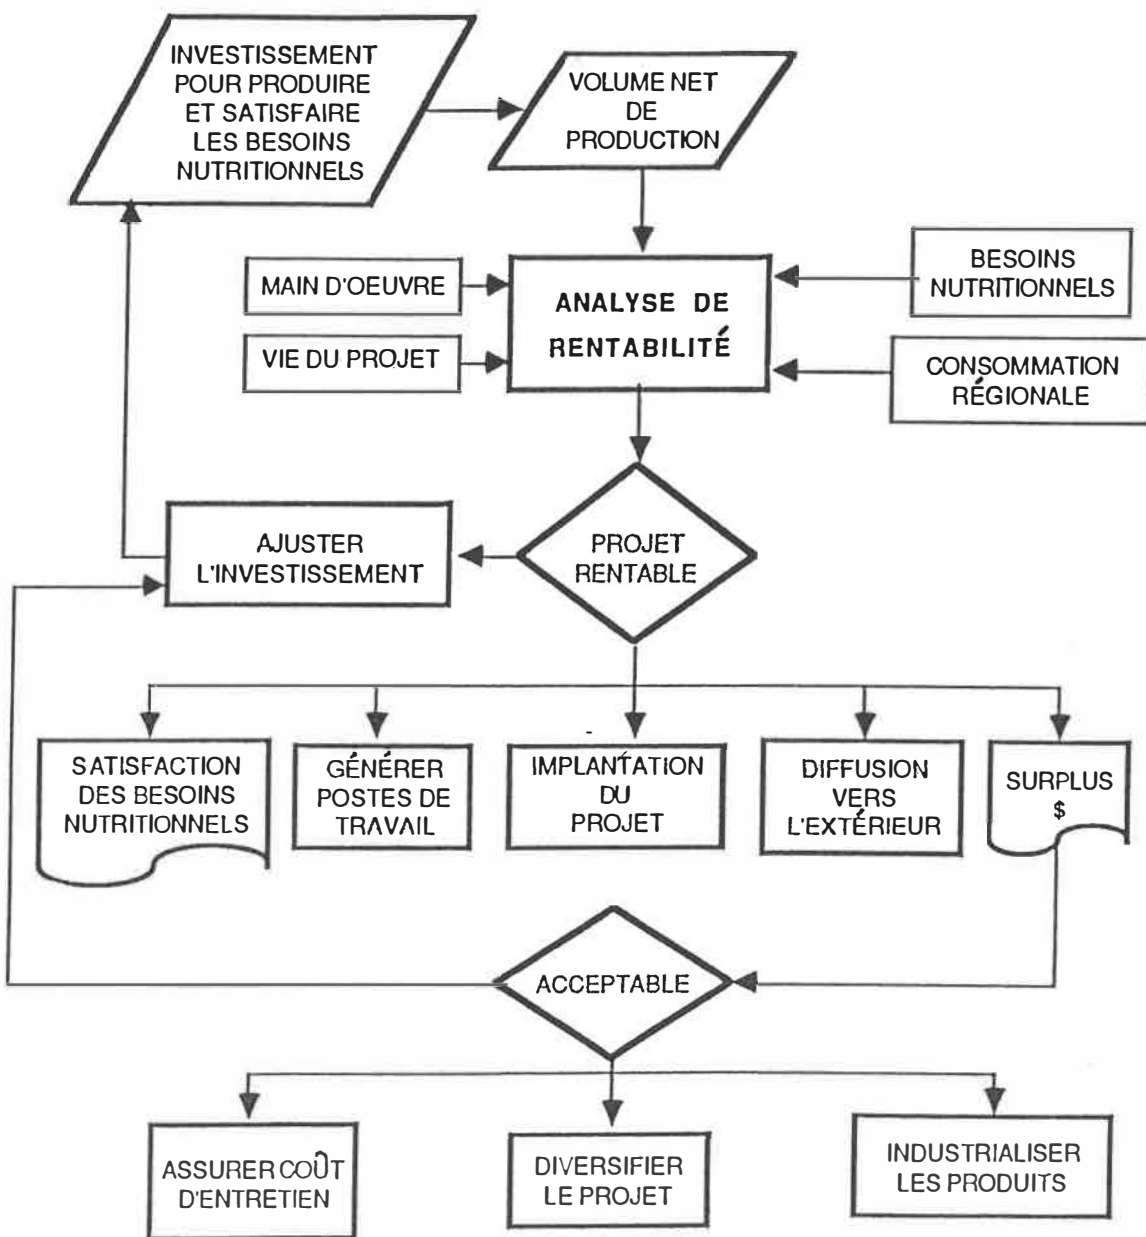 INVESTISSEMENT
POUR PRODUIRE
ET SATISFAIRE
LES BESOINS
NUTRITIONNELS
VOLUME NET
DE
PRODUCTION
MAIN D'OEUVRE
VIE DU PROJET
ANALYSE DE
RENTABILITÉ
BESOINS
NUTRITIONNELS
CONSOMMATION
RÉGIONALE
AJUSTER
L'INVESTISSEMENT
PROJET
RENTABLE
SATISFACTION
DES BESOINS
NUTRITIONNELS
GÉNÉRER
POSTES DE
TRAVAIL
IMPLANTATION
DU
PROJET
DIFFUSION
VERS
L'EXTÉRIEUR
SURPLUS
$
ACCEPTABLE
ASSURER COÛT
D'ENTRETIEN
DIVERSIFIER
LE PROJET
INDUSTRIALISER
LES PRODUITS